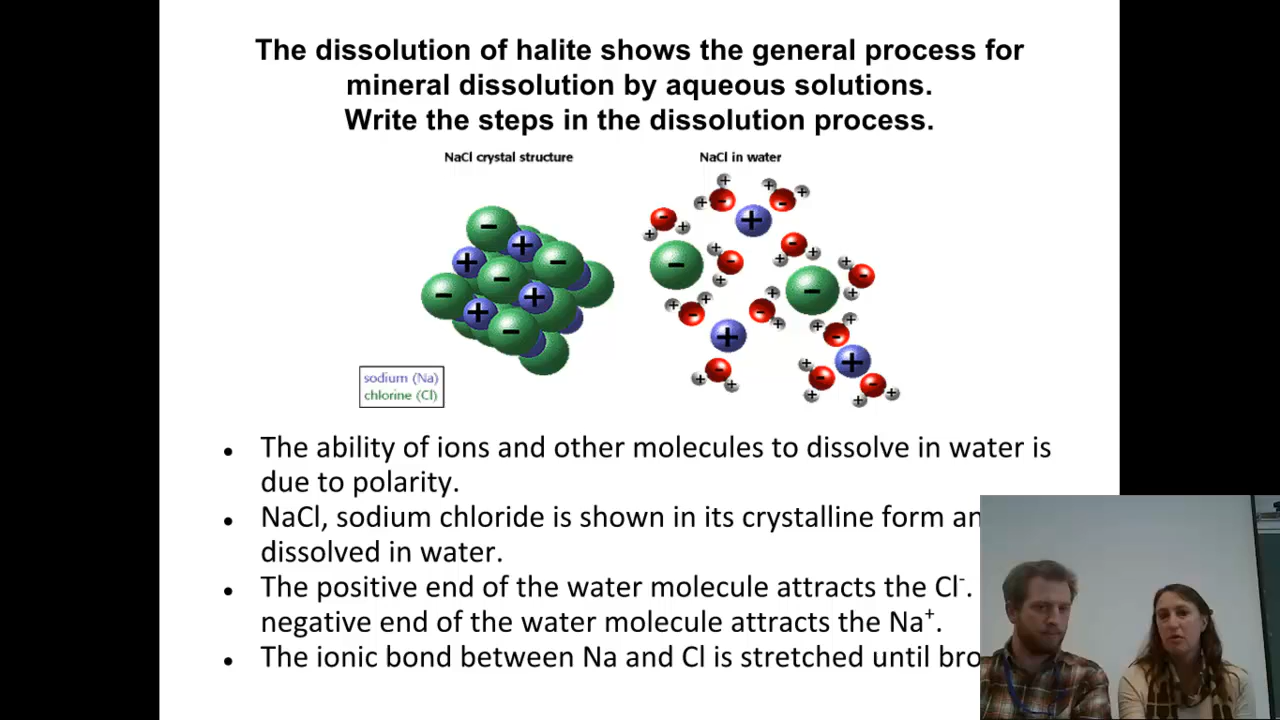 The dissolution of halite shows the general process for
mineral dissolution by aqueous solutions.
Write the steps in the dissolution process.
NaCl crystal structure
NaCl in water
sodium (Na)
chlorine (Cl)
• The ability of ions and other molecules to dissolve in water is
due to polarity.
• NaCl, sodium chloride is shown in its crystalline form
dissolved in water.
• The positive end of the water molecule attracts the Cl⁻.
negative end of the water molecule attracts the Na⁺.
• The ionic bond between Na and Cl is stretched until